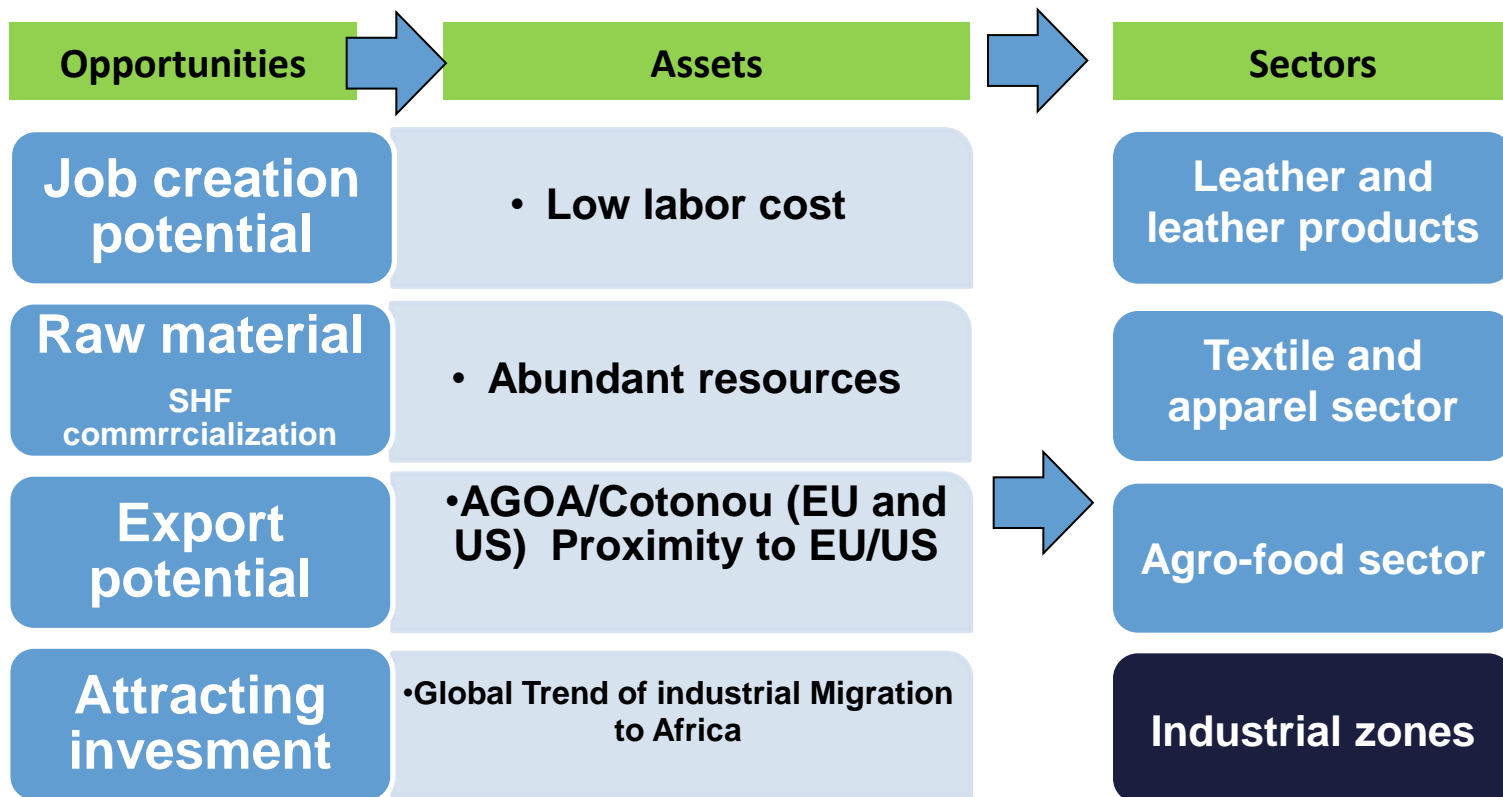 Opportunities
Assets
Sectors
Job creation
potential
• Low labor cost
Leather and
leather products
Raw material
SHF
commrrcialization
• Abundant resources
Textile and
apparel sector
Export
potential
•AGOA/Cotonou (EU and
US) Proximity to EU/US
Agro-food sector
Attracting
invesment
•Global Trend of industrial Migration
to Africa
Industrial zones